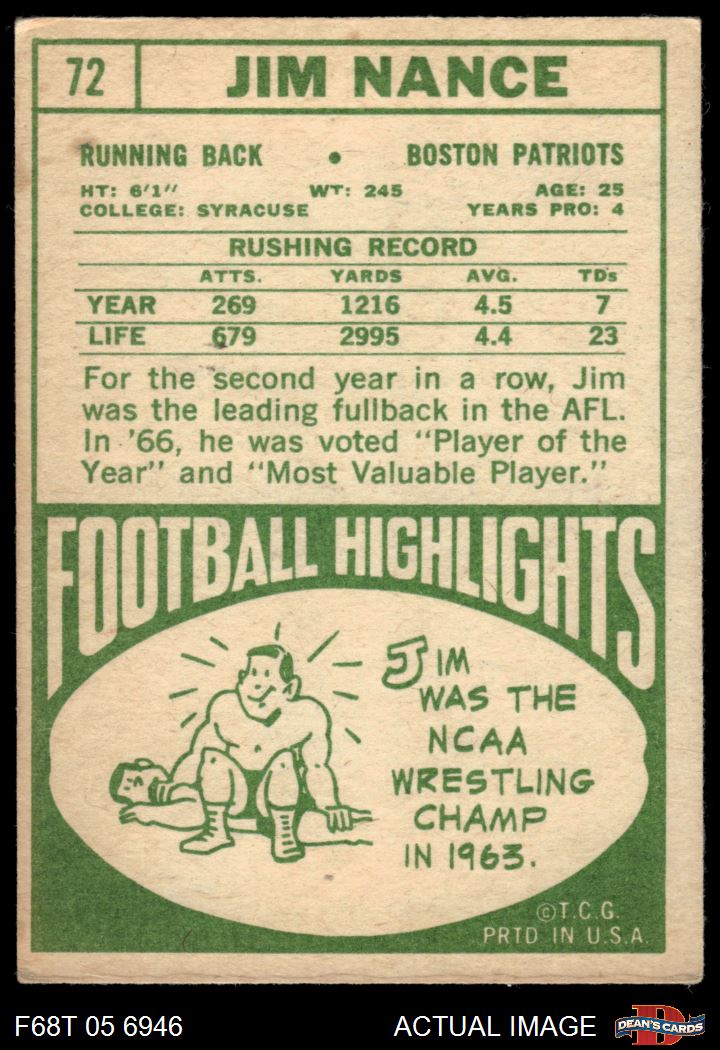 72
JIM NANCE
RUNNING BACK • BOSTON PATRIOTS
HT: 6'1" WT: 245 AGE: 25
COLLEGE: SYRACUSE YEARS PRO: 4
RUSHING RECORD
ATTS. YARDS AVG. TDs
YEAR 269 1216 4.5 7
LIFE 679 2995 4.4 23
For the second year in a row, Jim
was the leading fullback in the AFL.
In '66, he was voted "Player of the
Year" and "Most Valuable Player."
FOOTBALL HIGHLIGHTS
JIM
WAS THE
NCAA
WRESTLING
CHAMP
IN 1963.
©T.C.G.
PRTD IN U.S.A.
F68T 05 6946 ACTUAL IMAGE D DEAN'S CARDS